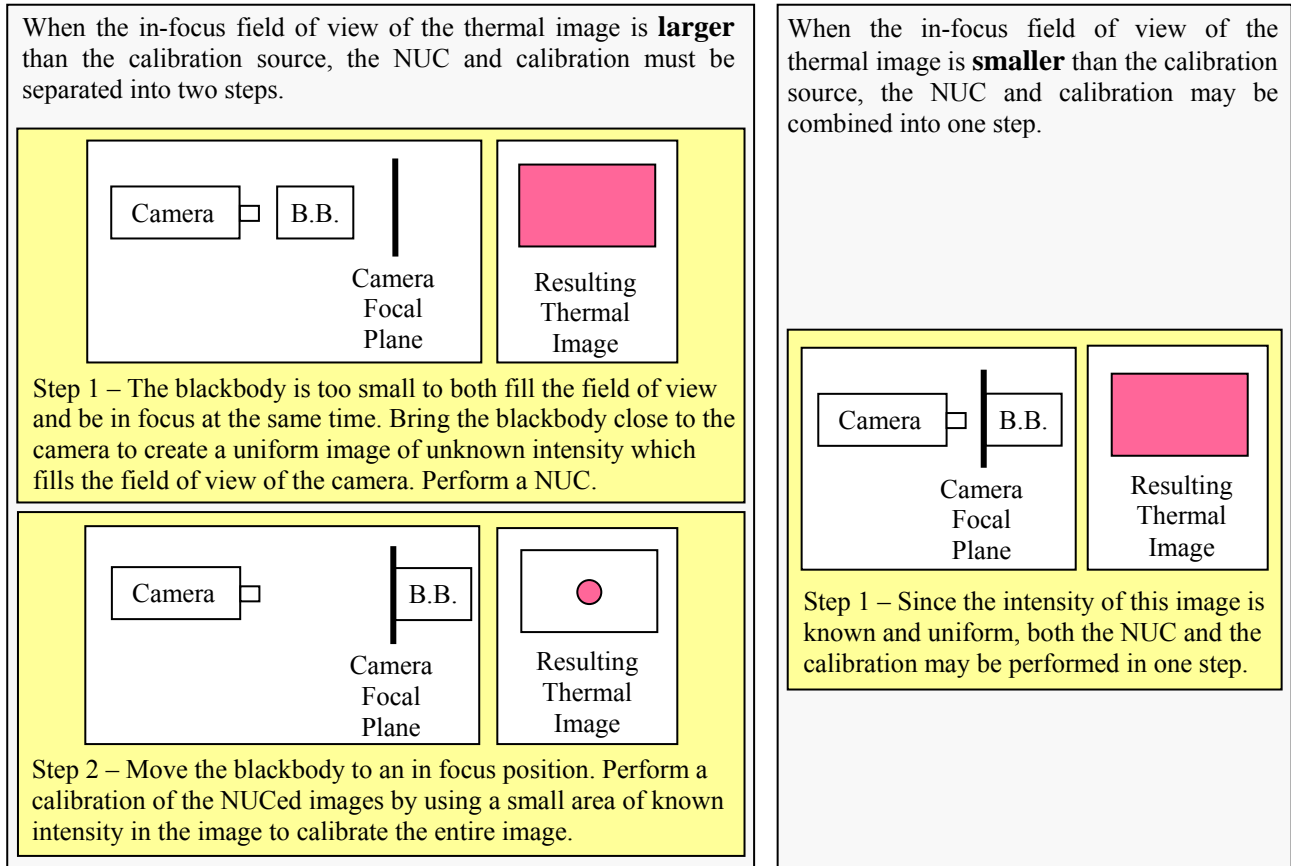 When the in-focus field of view of the thermal image is larger
than the calibration source, the NUC and calibration must be
separated into two steps.
Camera
B.B.
Camera
Focal
Plane
Resulting
Thermal
Image
Step 1 – The blackbody is too small to both fill the field of view
and be in focus at the same time. Bring the blackbody close to the
camera to create a uniform image of unknown intensity which
fills the field of view of the camera. Perform a NUC.
Camera
B.B.
Camera
Focal
Plane
Resulting
Thermal
Image
Step 2 – Move the blackbody to an in focus position. Perform a
calibration of the NUCed images by using a small area of known
intensity in the image to calibrate the entire image.
When the in-focus field of view of the
thermal image is smaller than the calibration
source, the NUC and calibration may be
combined into one step.
Camera
B.B.
Camera
Focal
Plane
Resulting
Thermal
Image
Step 1 – Since the intensity of this image is
known and uniform, both the NUC and the
calibration may be performed in one step.